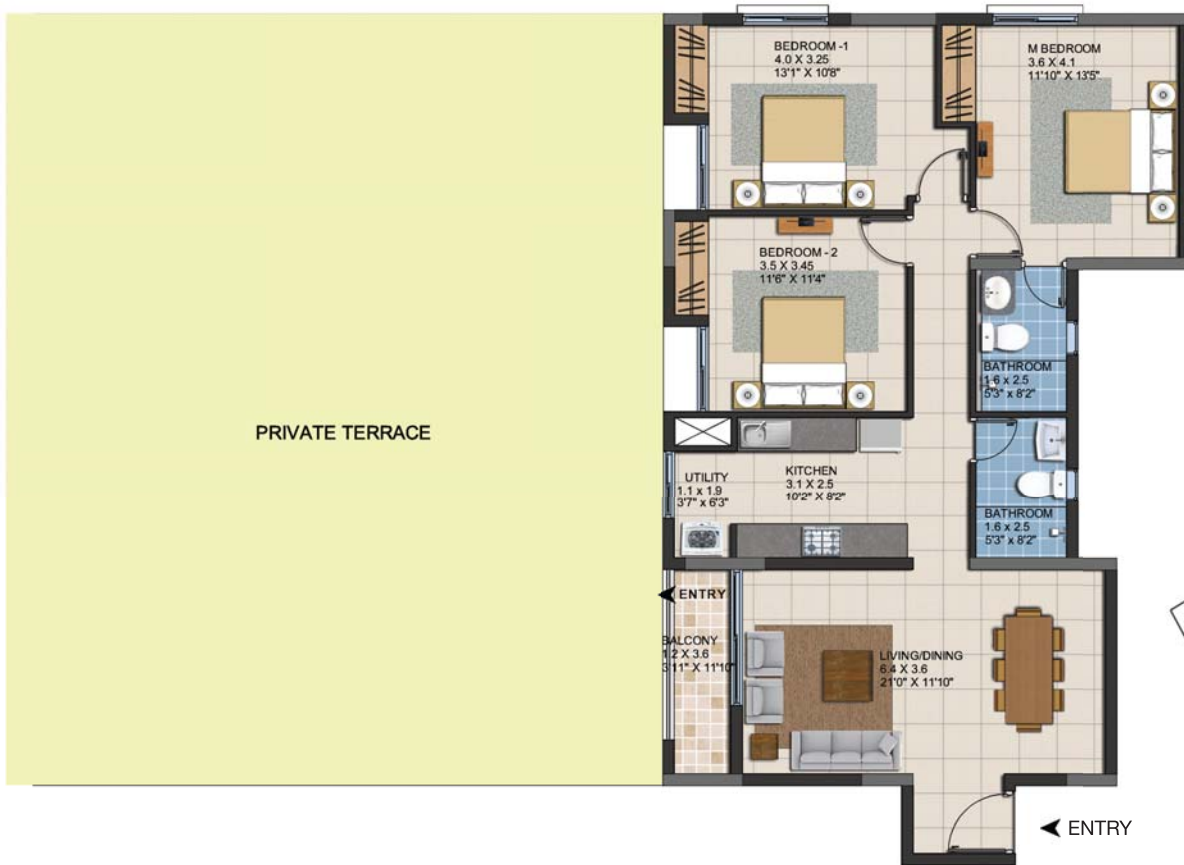 BEDROOM -1
4.0 X 3.25
13'1" X 10'8"
M BEDROOM
3.6 X 4.1
11'10" X 13'5"
BEDROOM - 2
3.5 X 3.45
11'6" X 11'4"
PRIVATE TERRACE
BATHROOM
1.6 x 2.5
5'3" x 8'2"
UTILITY
1.1 x 1.9
3'7" x 6'3"
KITCHEN
3.1 X 2.5
10'2" X 8'2"
BATHROOM
1.6 x 2.5
5'3" x 8'2"
ENTRY
BALCONY
1.2 X 3.6
3'11" X 11'10"
LIVING/DINING
6.4 X 3.6
21'0" X 11'10"
ENTRY